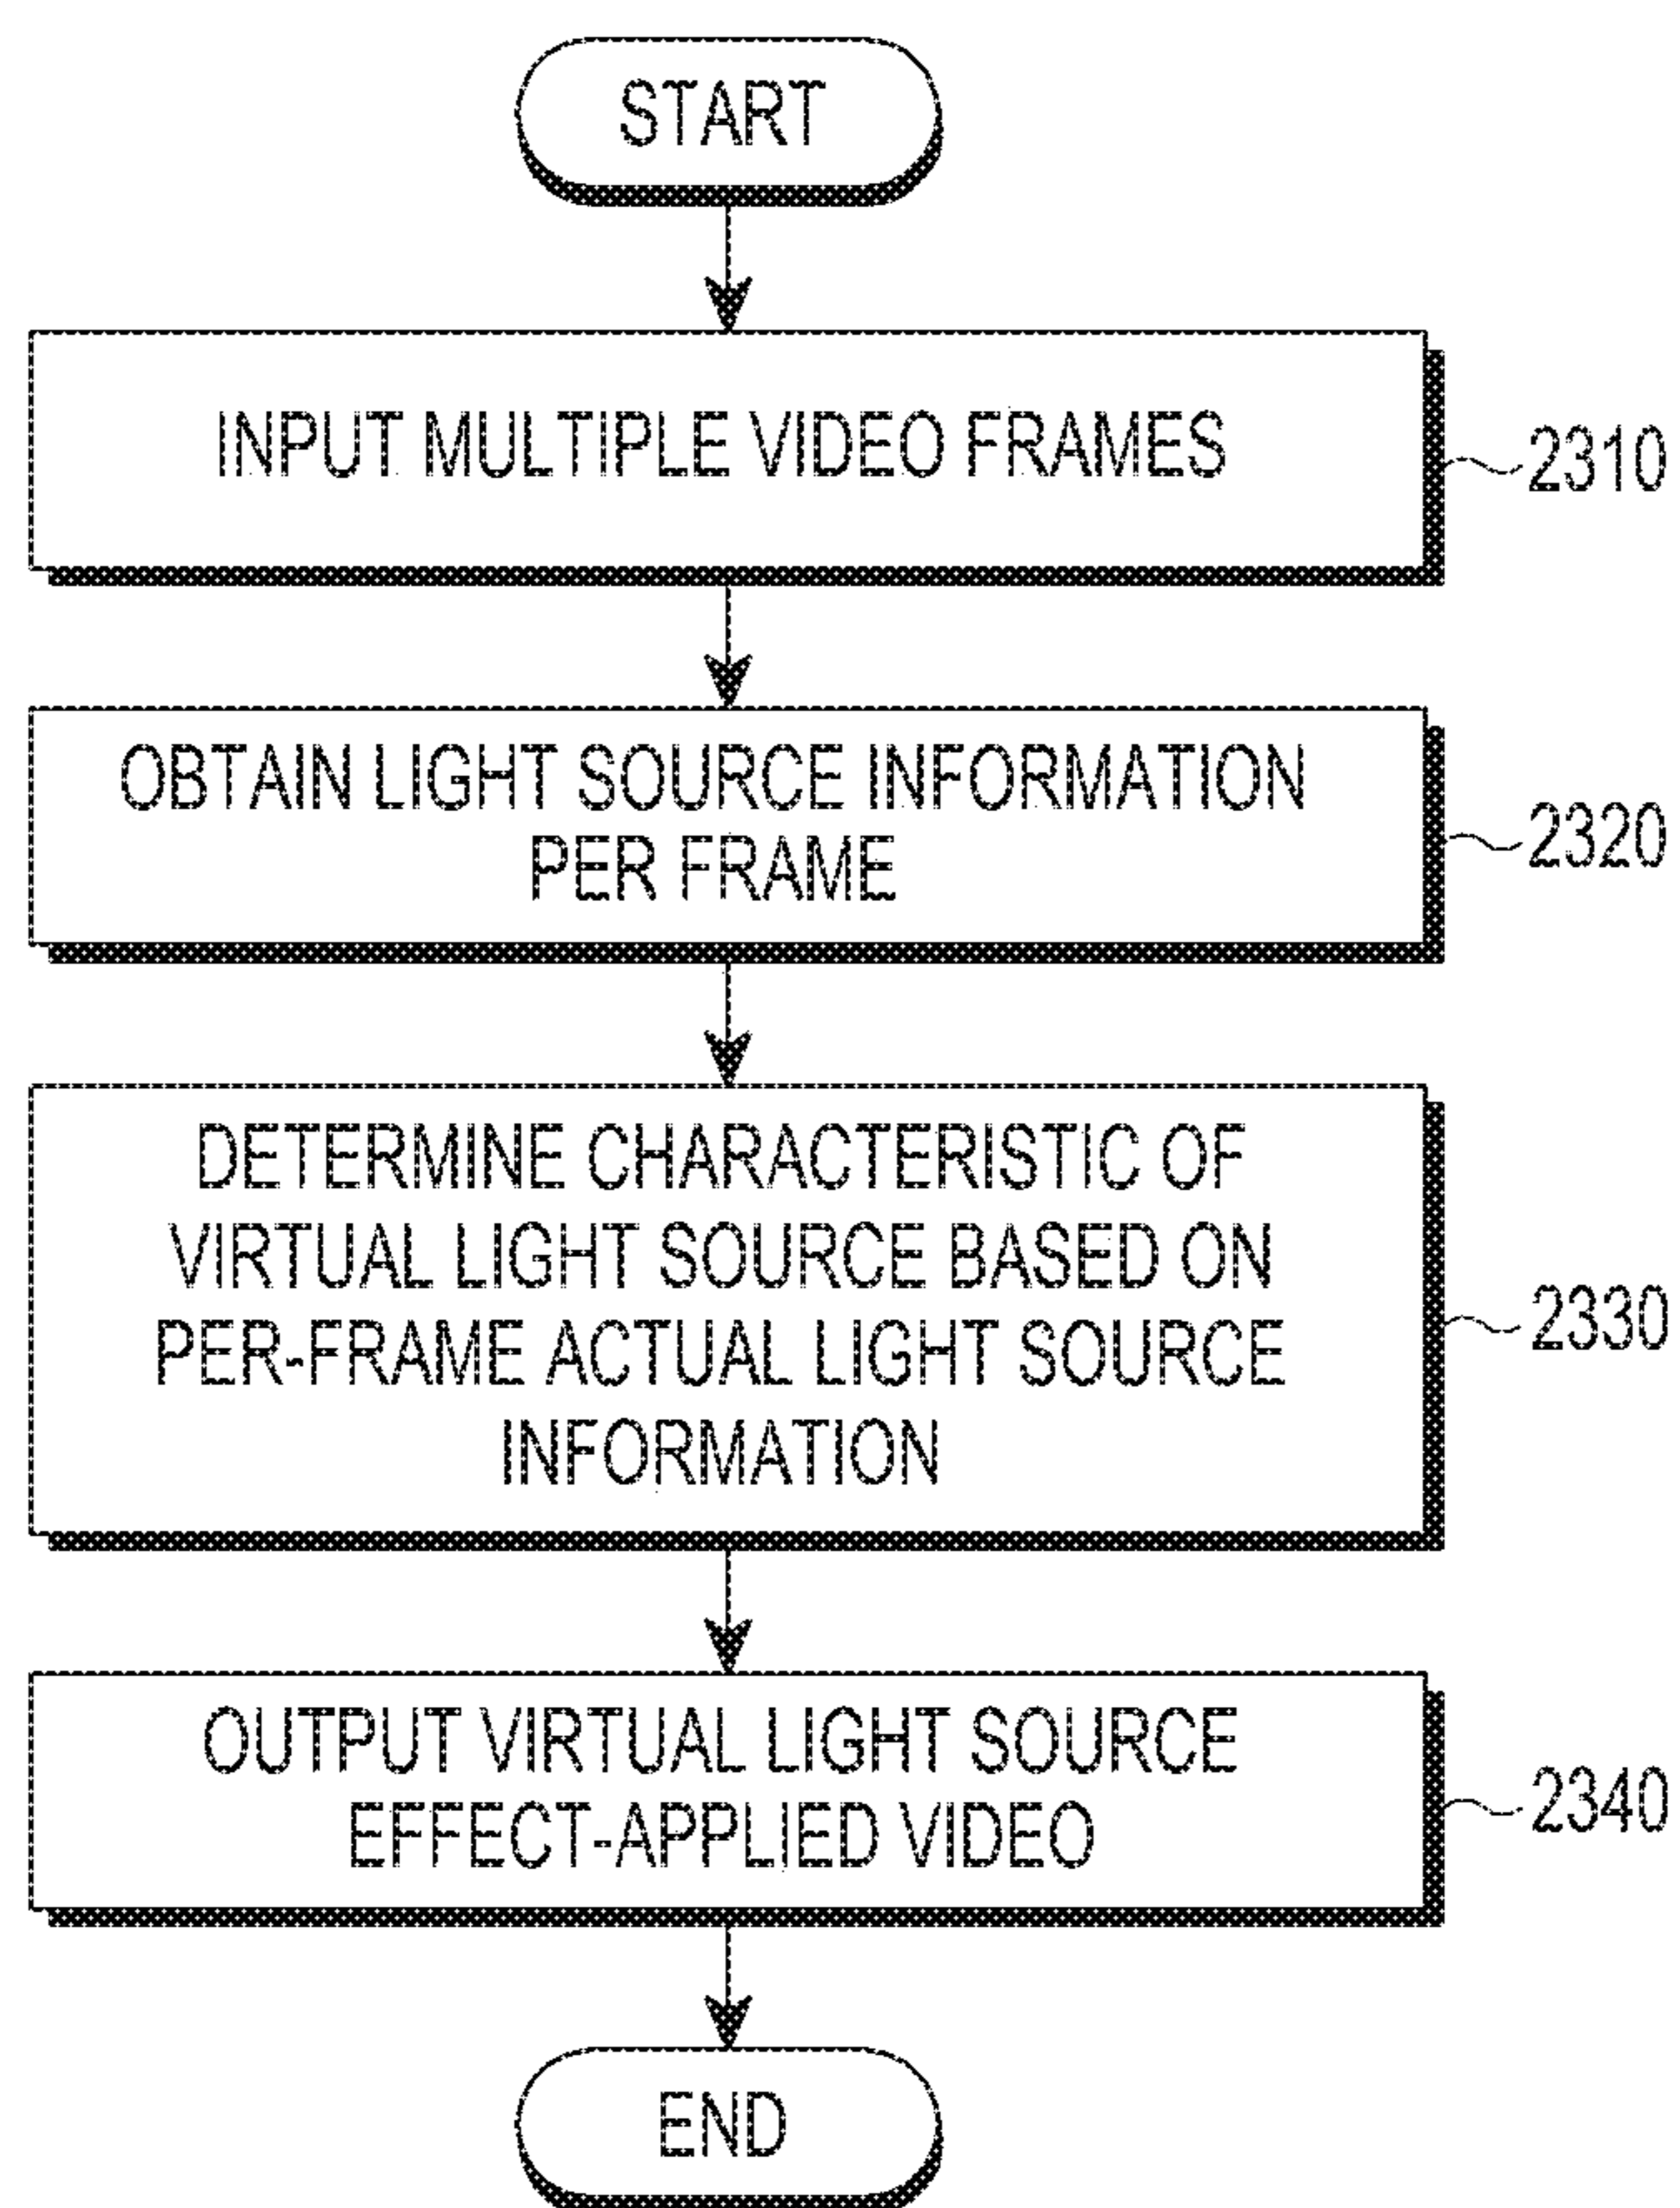 START
INPUT MULTIPLE VIDEO FRAMES
2310
OBTAIN LIGHT SOURCE INFORMATION
PER FRAME
2320
DETERMINE CHARACTERISTIC OF
VIRTUAL LIGHT SOURCE BASED ON
PER-FRAME ACTUAL LIGHT SOURCE
INFORMATION
2330
OUTPUT VIRTUAL LIGHT SOURCE
EFFECT-APPLIED VIDEO
2340
END